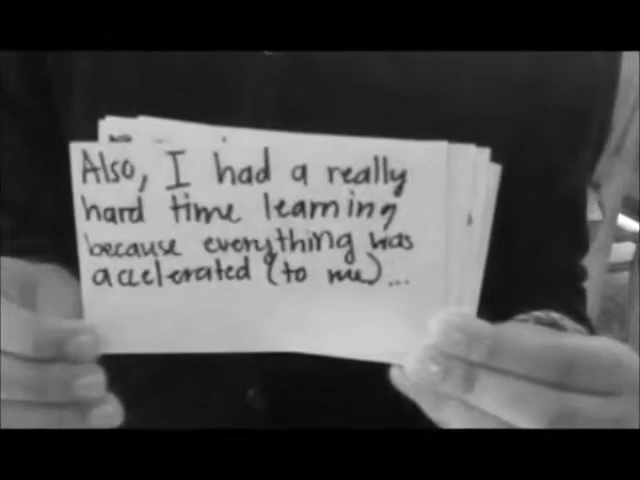 Also, I had a really
hard time learning
because everything was
accelerated (to me)...